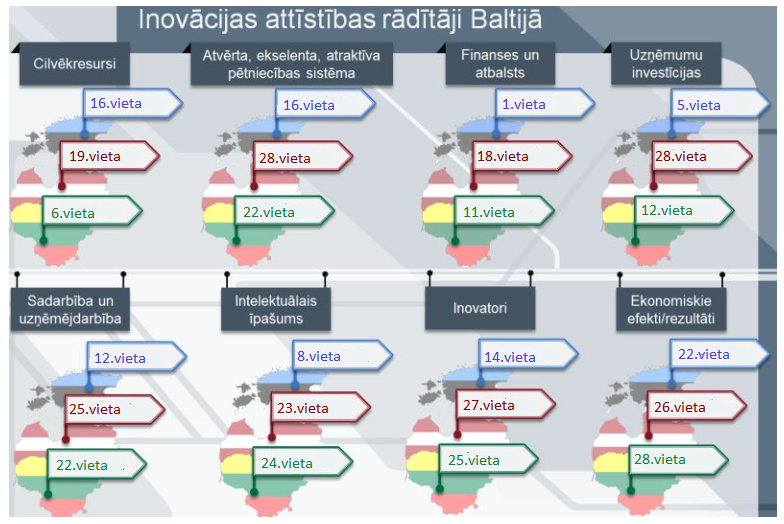 Inovācijas attīstības rādītāji Baltijā
Cilvēkresursi
16.vieta
19.vieta
6.vieta
Atvērta, ekselenta, atraktīva
pētniecības sistēma
16.vieta
28.vieta
22.vieta
Finanses un
atbalsts
1.vieta
18.vieta
11.vieta
Uzņēmumu
investīcijas
5.vieta
28.vieta
12.vieta
Sadarbība un
uzņēmējdarbība
12.vieta
25.vieta
22.vieta
Intelektuālais
īpašums
8.vieta
23.vieta
24.vieta
Inovatori
14.vieta
27.vieta
25.vieta
Ekonomiskie
efekti/rezultāti
22.vieta
26.vieta
28.vieta